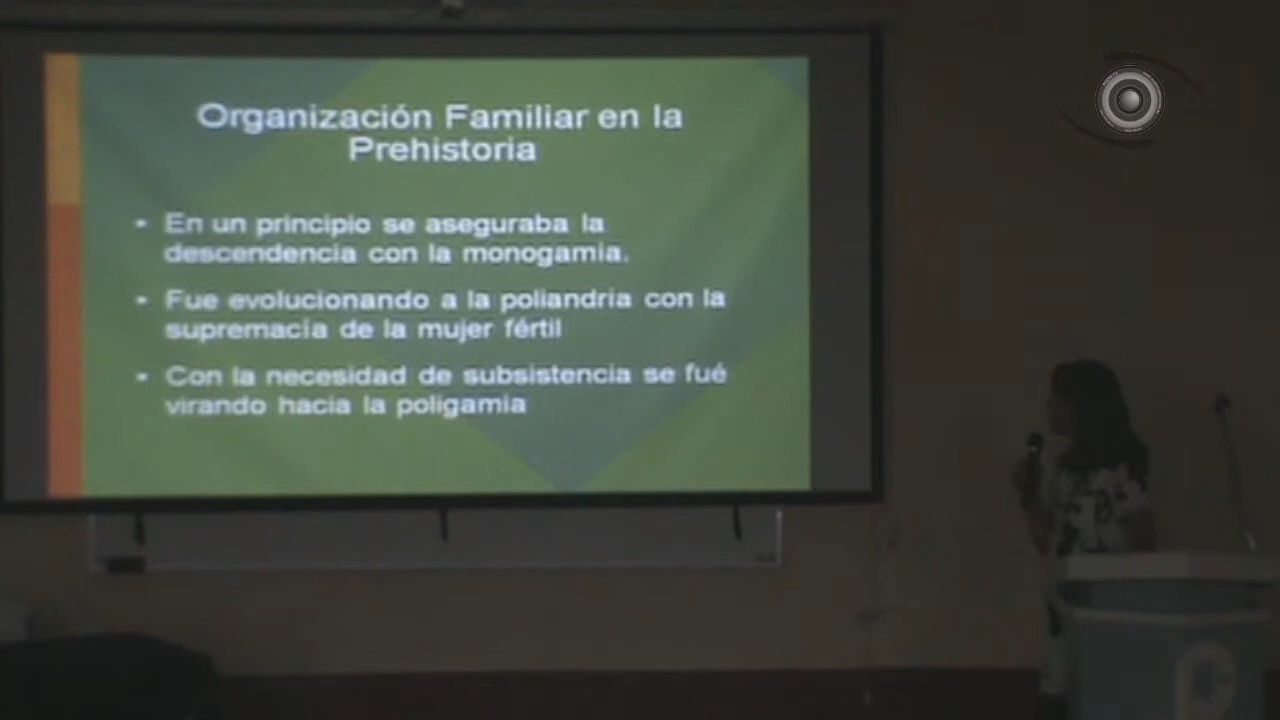 Organización Familiar en la
Prehistoria
• En un principio se aseguraba la
descendencia con la monogamia.
• Fue evolucionando a la poliandria con la
supremacía de la mujer fértil
• Con la necesidad de subsistencia se fué
virando hacia la poligamia